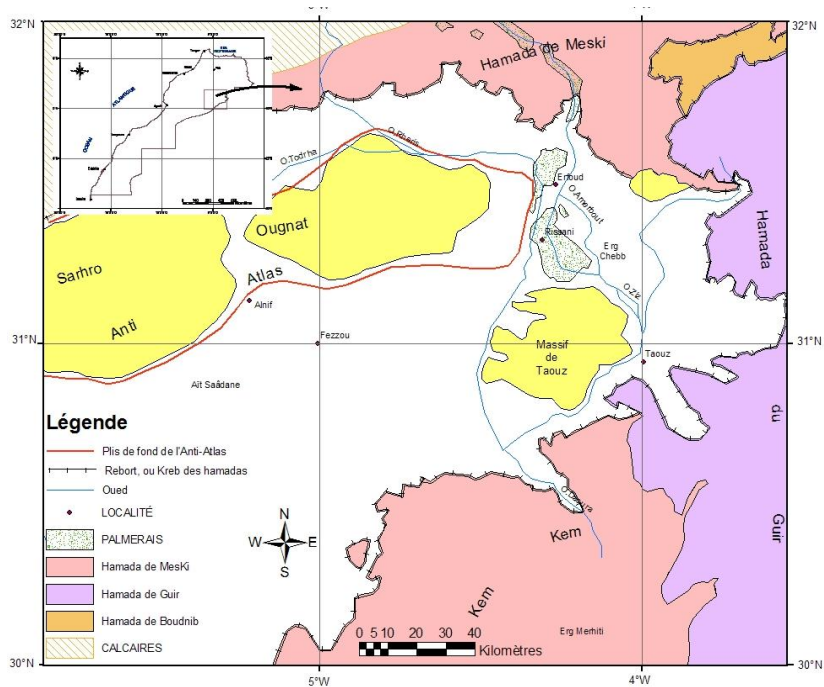 32°N
5°W
4°W
32°N
Hamada de Meski
O.Rheris
O.Todrha
Erfoud
O.Amerbout
Ougnat
Rissani
Erg
Chebb
Hamada
Sarhro
Atlas
O.Ziz
Alnif
Anti
31°N
Fezzou
Massif
de
Taouz
Taouz
31°N
Aït Saâdane
du
Légende
Plis de fond de l'Anti-Atlas
Rebort, ou Kreb des hamadas
Oued
LOCALITÉ
PALMERAIS
Hamada de MesKi
Hamada de Guir
Hamada de Boudnib
CALCAIRES
N
W
E
S
Kem
Guir
Kem
Erg Merhiti
0 5 10 20 30 40
Kilomètres
30°N
30°N
5°W
4°W